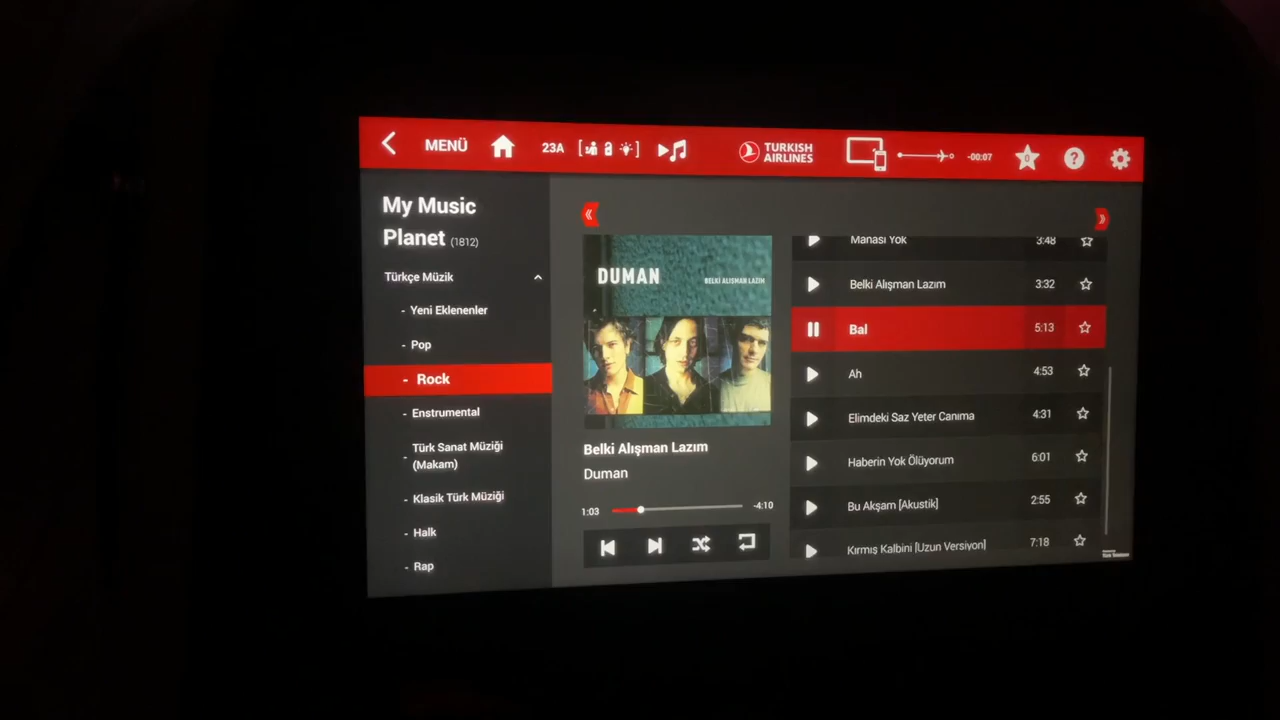 MENÜ
23A
TURKISH
AIRLINES
-00:07
0
?
My Music
Planet (1812)
Türkçe Müzik
- Yeni Eklenenler
- Pop
- Rock
- Enstrumental
- Türk Sanat Müziği
(Makam)
- Klasik Türk Müziği
- Halk
- Rap
DUMAN
BELKİ ALIŞMAN LAZIM
Belki Alışman Lazım
Duman
1:03
-4:10
Manası Yok 3:48
Belki Alışman Lazım 3:32
Bal 5:13
Ah 4:53
Elimdeki Saz Yeter Canıma 4:31
Haberin Yok Ölüyorum 6:01
Bu Akşam [Akustik] 2:55
Kırmış Kalbini [Uzun Versiyon] 7:18
Türk Telekom